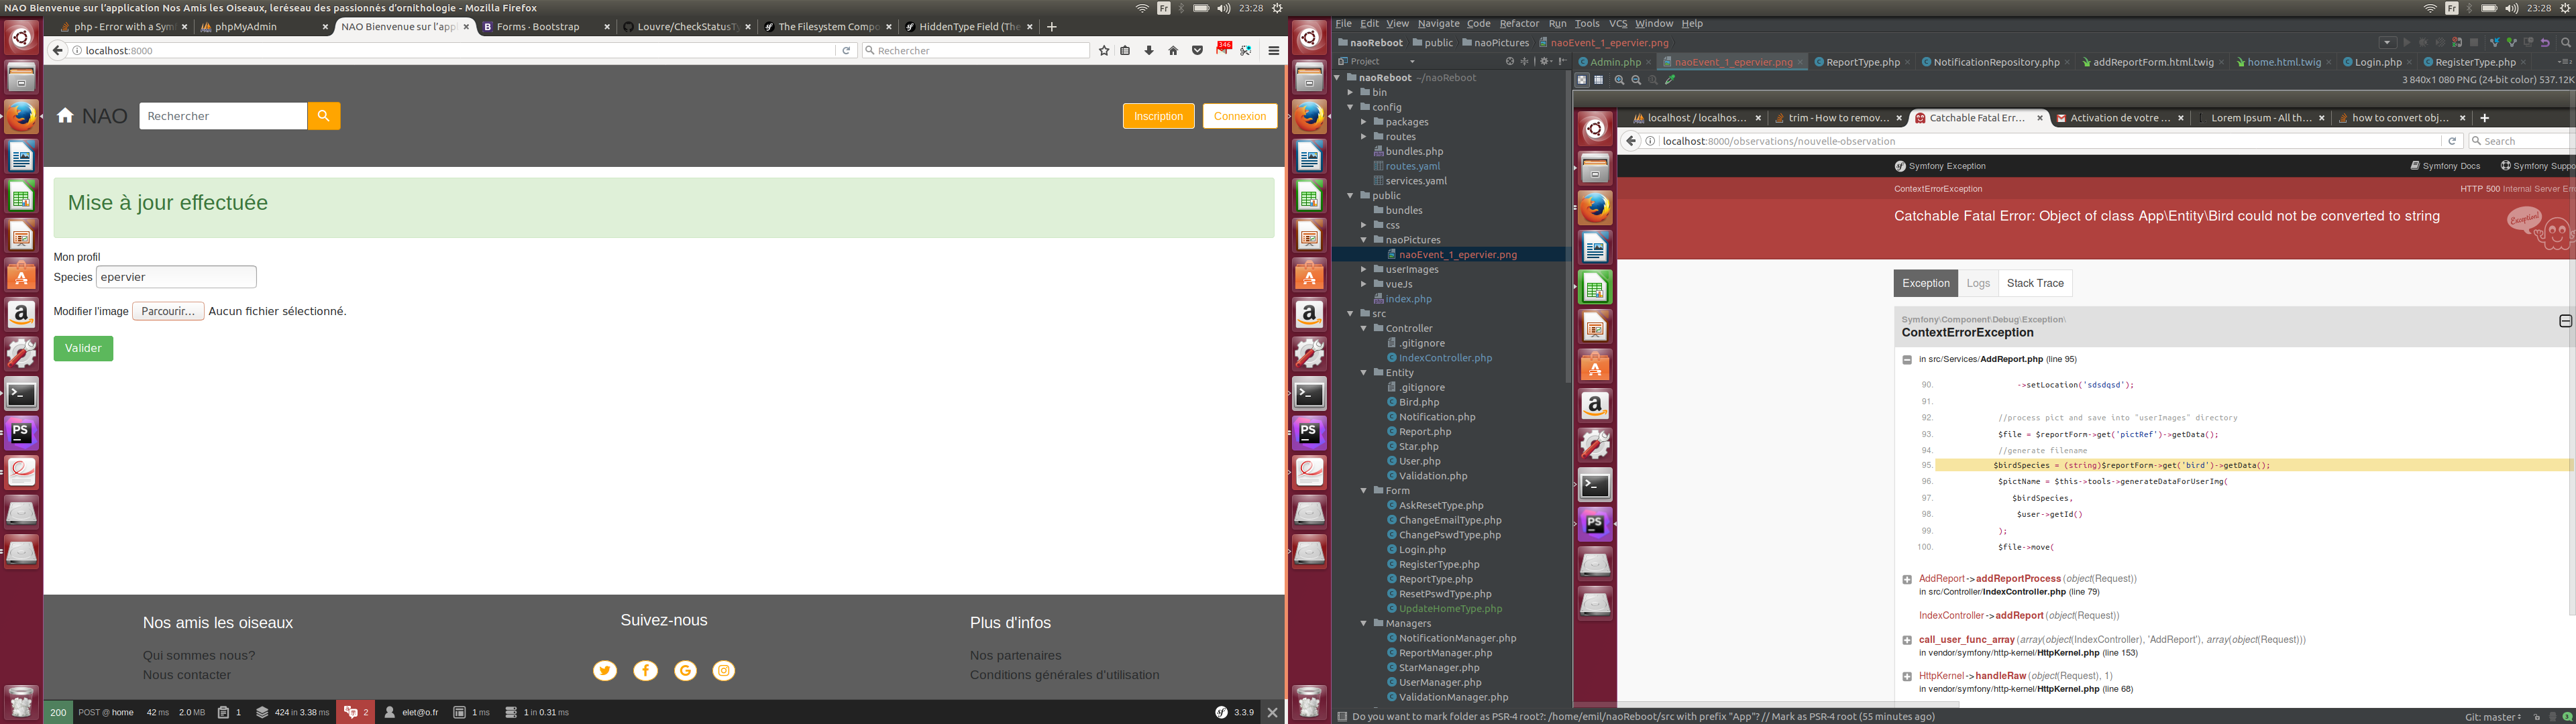 NAO Bienvenue sur l'application Nos Amis les Oiseaux, leréseau des passionnés d'ornithologie - Mozilla Firefox
Fr
23:28
php - Error with a Sym
phpMyAdmin
NAO Bienvenue sur l'appl
Forms · Bootstrap
Louvre/CheckStatusTy
The Filesystem Compo
HiddenType Field (The
localhost:8000
Rechercher
346
NAO
Rechercher
Inscription
Connexion
Mise à jour effectuée
Mon profil
Species epervier
Modifier l'image Parcourir... Aucun fichier sélectionné.
Valider
Nos amis les oiseaux
Qui sommes nous?
Nous contacter
Suivez-nous
Plus d'infos
Nos partenaires
Conditions générales d'utilisation
200 POST @ home 42 ms 2.0 MB 1 424 in 3.38 ms 2 elet@o.fr 1 ms 1 in 0.31 ms 3.3.9
Fr
23:28
File Edit View Navigate Code Refactor Run Tools VCS Window Help
naoReboot public naoPictures naoEvent_1_epervier.png
Project
Admin.php naoEvent_1_epervier.png ReportType.php NotificationRepository.php addReportForm.html.twig home.html.twig Login.php RegisterType.php
3 840x1 080 PNG (24-bit color) 537.12K
naoReboot ~/naoReboot
bin
config
packages
routes
bundles.php
routes.yaml
services.yaml
public
bundles
css
naoPictures
naoEvent_1_epervier.png
userImages
vueJs
index.php
src
Controller
.gitignore
IndexController.php
Entity
.gitignore
Bird.php
Notification.php
Report.php
Star.php
User.php
Validation.php
Form
AskResetType.php
ChangeEmailType.php
ChangePswdType.php
Login.php
RegisterType.php
ReportType.php
ResetPswdType.php
UpdateHomeType.php
Managers
NotificationManager.php
ReportManager.php
StarManager.php
UserManager.php
ValidationManager.php
localhost / localhos...
trim - How to remov...
Catchable Fatal Err...
Activation de votre ...
Lorem Ipsum - All th...
how to convert obj...
localhost:8000/observations/nouvelle-observation
Search
Symfony Exception
Symfony Docs
Symfony Suppo
ContextErrorException
HTTP 500 Internal Server Er
Catchable Fatal Error: Object of class App\Entity\Bird could not be converted to string
Exception!
Exception Logs Stack Trace
Symfony\Component\Debug\Exception\
ContextErrorException
in src/Services/AddReport.php (line 95)
90. ->setLocation('sdsdqsd');
91.
92. //process pict and save into "userImages" directory
93. $file = $reportForm->get('pictRef')->getData();
94. //generate filename
95. $birdSpecies = (string)$reportForm->get('bird')->getData();
96. $pictName = $this->tools->generateDataForUserImg(
97. $birdSpecies,
98. $user->getId()
99. );
100. $file->move(
AddReport->addReportProcess(object(Request))
in src/Controller/IndexController.php (line 79)
IndexController->addReport(object(Request))
call_user_func_array(array(object(IndexController), 'AddReport'), array(object(Request)))
in vendor/symfony/http-kernel/HttpKernel.php (line 153)
HttpKernel->handleRaw(object(Request), 1)
in vendor/symfony/http-kernel/HttpKernel.php (line 68)
Do you want to mark folder as PSR-4 root?: /home/emil/naoReboot/src with prefix "App"? // Mark as PSR-4 root (55 minutes ago)
Git: master